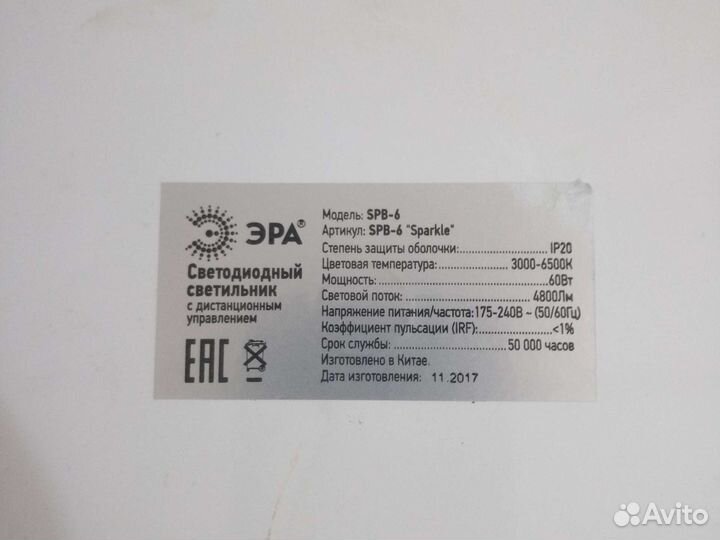 ЭРА®
Светодиодный
светильник
с дистанционным
управлением
EAC
Модель: SPB-6
Артикул: SPB-6 "Sparkle"
Степень защиты оболочки: IP20
Цветовая температура: 3000-6500К
Мощность: 60Вт
Световой поток: 4800Лм
Напряжение питания/частота: 175-240В ~ (50/60Гц)
Коэффициент пульсации (IRF): <1%
Срок службы: 50 000 часов
Изготовлено в Китае.
Дата изготовления: 11.2017
Avito